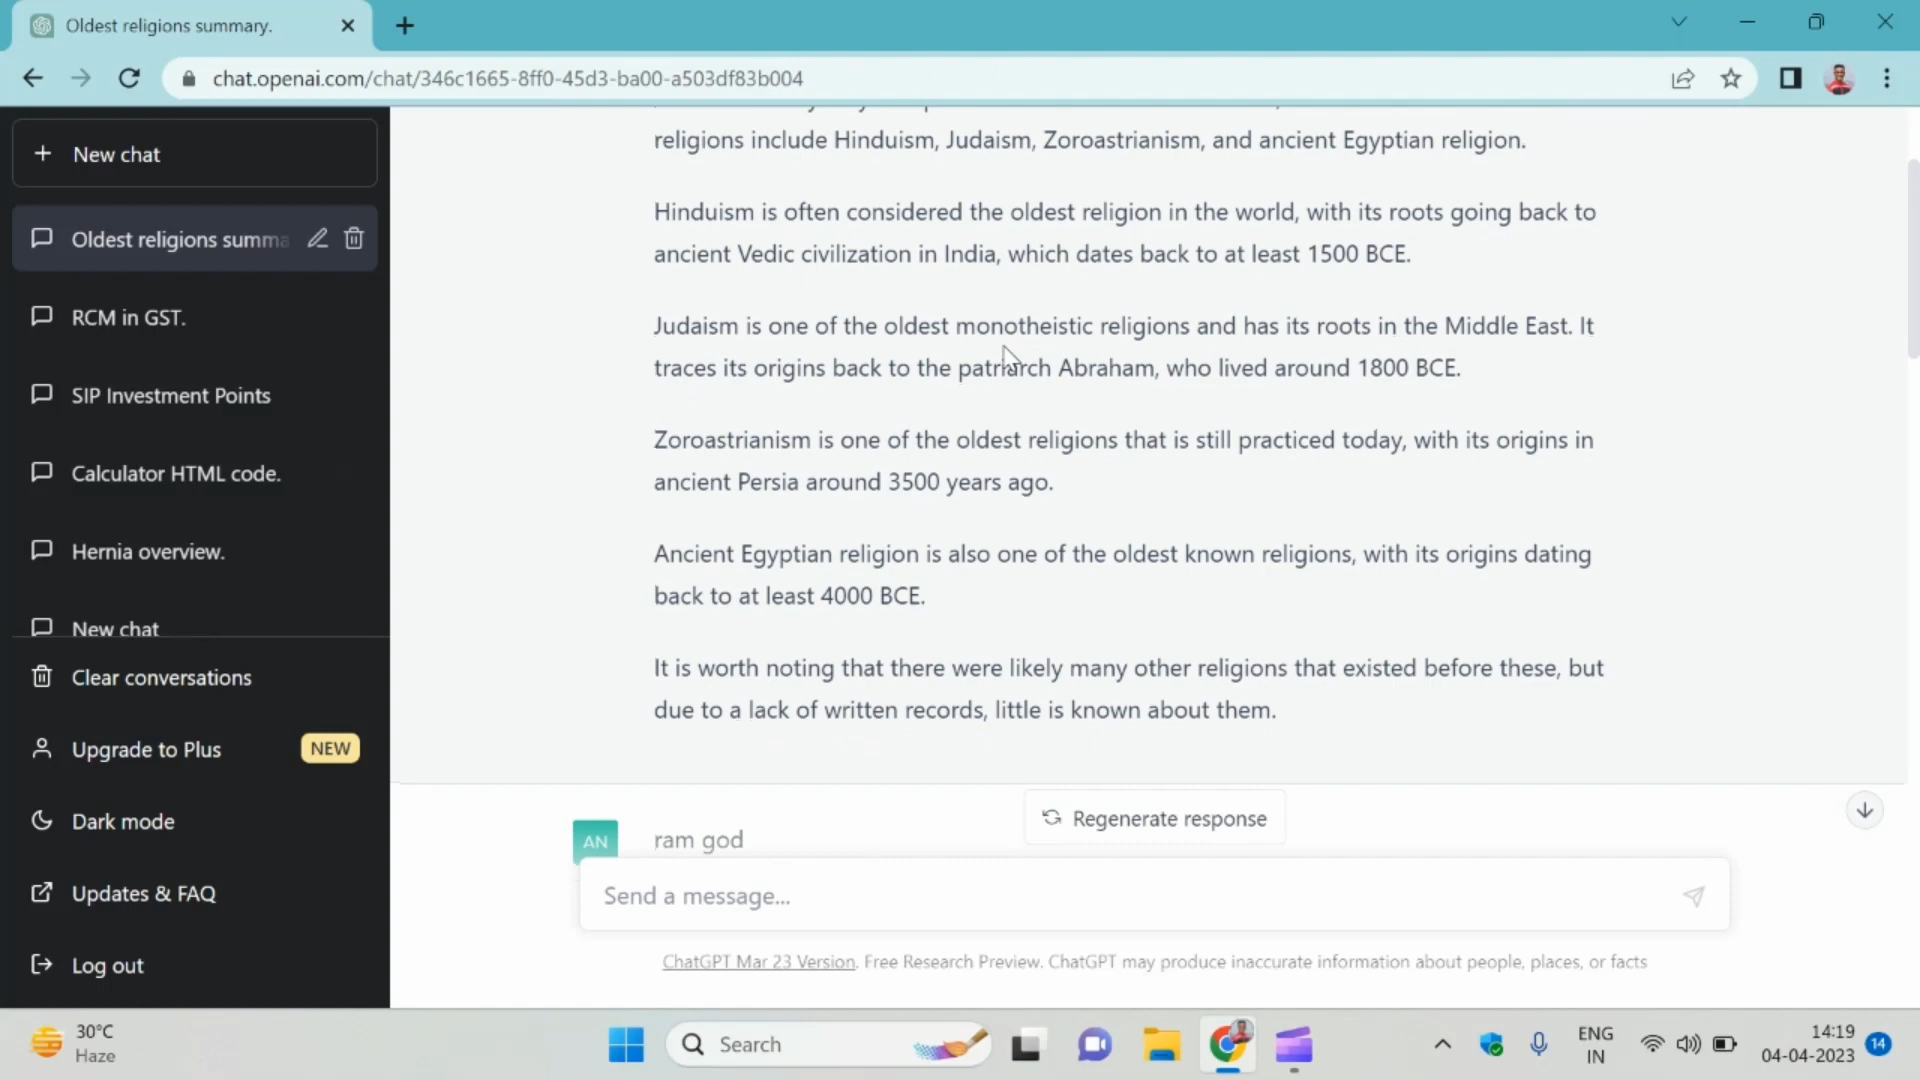 Oldest religions summary.
chat.openai.com/chat/346c1665-8ff0-45d3-ba00-a503df83b004
New chat
Oldest religions summa
RCM in GST.
SIP Investment Points
Calculator HTML code.
Hernia overview.
New chat
Clear conversations
Upgrade to Plus NEW
Dark mode
Updates & FAQ
Log out
religions include Hinduism, Judaism, Zoroastrianism, and ancient Egyptian religion.
Hinduism is often considered the oldest religion in the world, with its roots going back to
ancient Vedic civilization in India, which dates back to at least 1500 BCE.
Judaism is one of the oldest monotheistic religions and has its roots in the Middle East. It
traces its origins back to the patriarch Abraham, who lived around 1800 BCE.
Zoroastrianism is one of the oldest religions that is still practiced today, with its origins in
ancient Persia around 3500 years ago.
Ancient Egyptian religion is also one of the oldest known religions, with its origins dating
back to at least 4000 BCE.
It is worth noting that there were likely many other religions that existed before these, but
due to a lack of written records, little is known about them.
Regenerate response
AN ram god
Send a message...
ChatGPT Mar 23 Version. Free Research Preview. ChatGPT may produce inaccurate information about people, places, or facts
30°C
Haze
Search
ENG
IN
14:19
04-04-2023
14